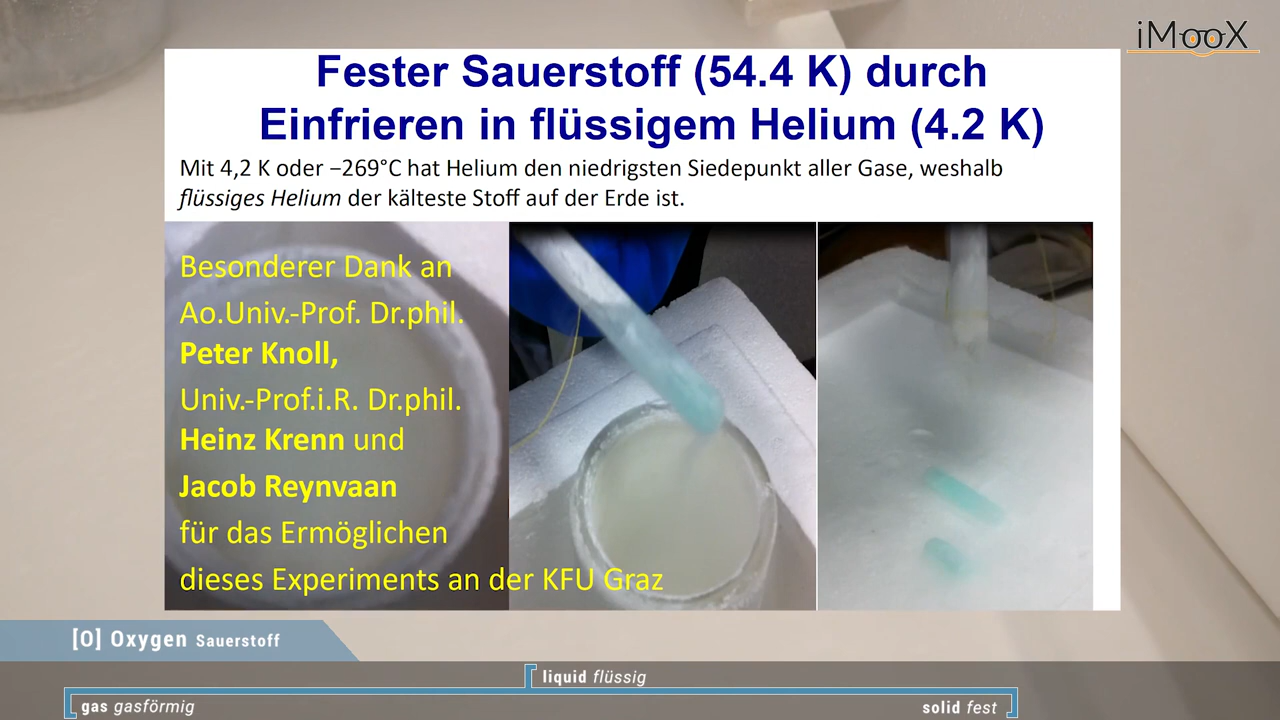 iMooX
Fester Sauerstoff (54.4 K) durch
Einfrieren in flüssigem Helium (4.2 K)
Mit 4,2 K oder −269°C hat Helium den niedrigsten Siedepunkt aller Gase, weshalb
flüssiges Helium der kälteste Stoff auf der Erde ist.
Besonderer Dank an
Ao.Univ.-Prof. Dr.phil.
Peter Knoll,
Univ.-Prof.i.R. Dr.phil.
Heinz Krenn und
Jacob Reynvaan
für das Ermöglichen
dieses Experiments an der KFU Graz
[O] Oxygen Sauerstoff
liquid flüssig
gas gasförmig
solid fest